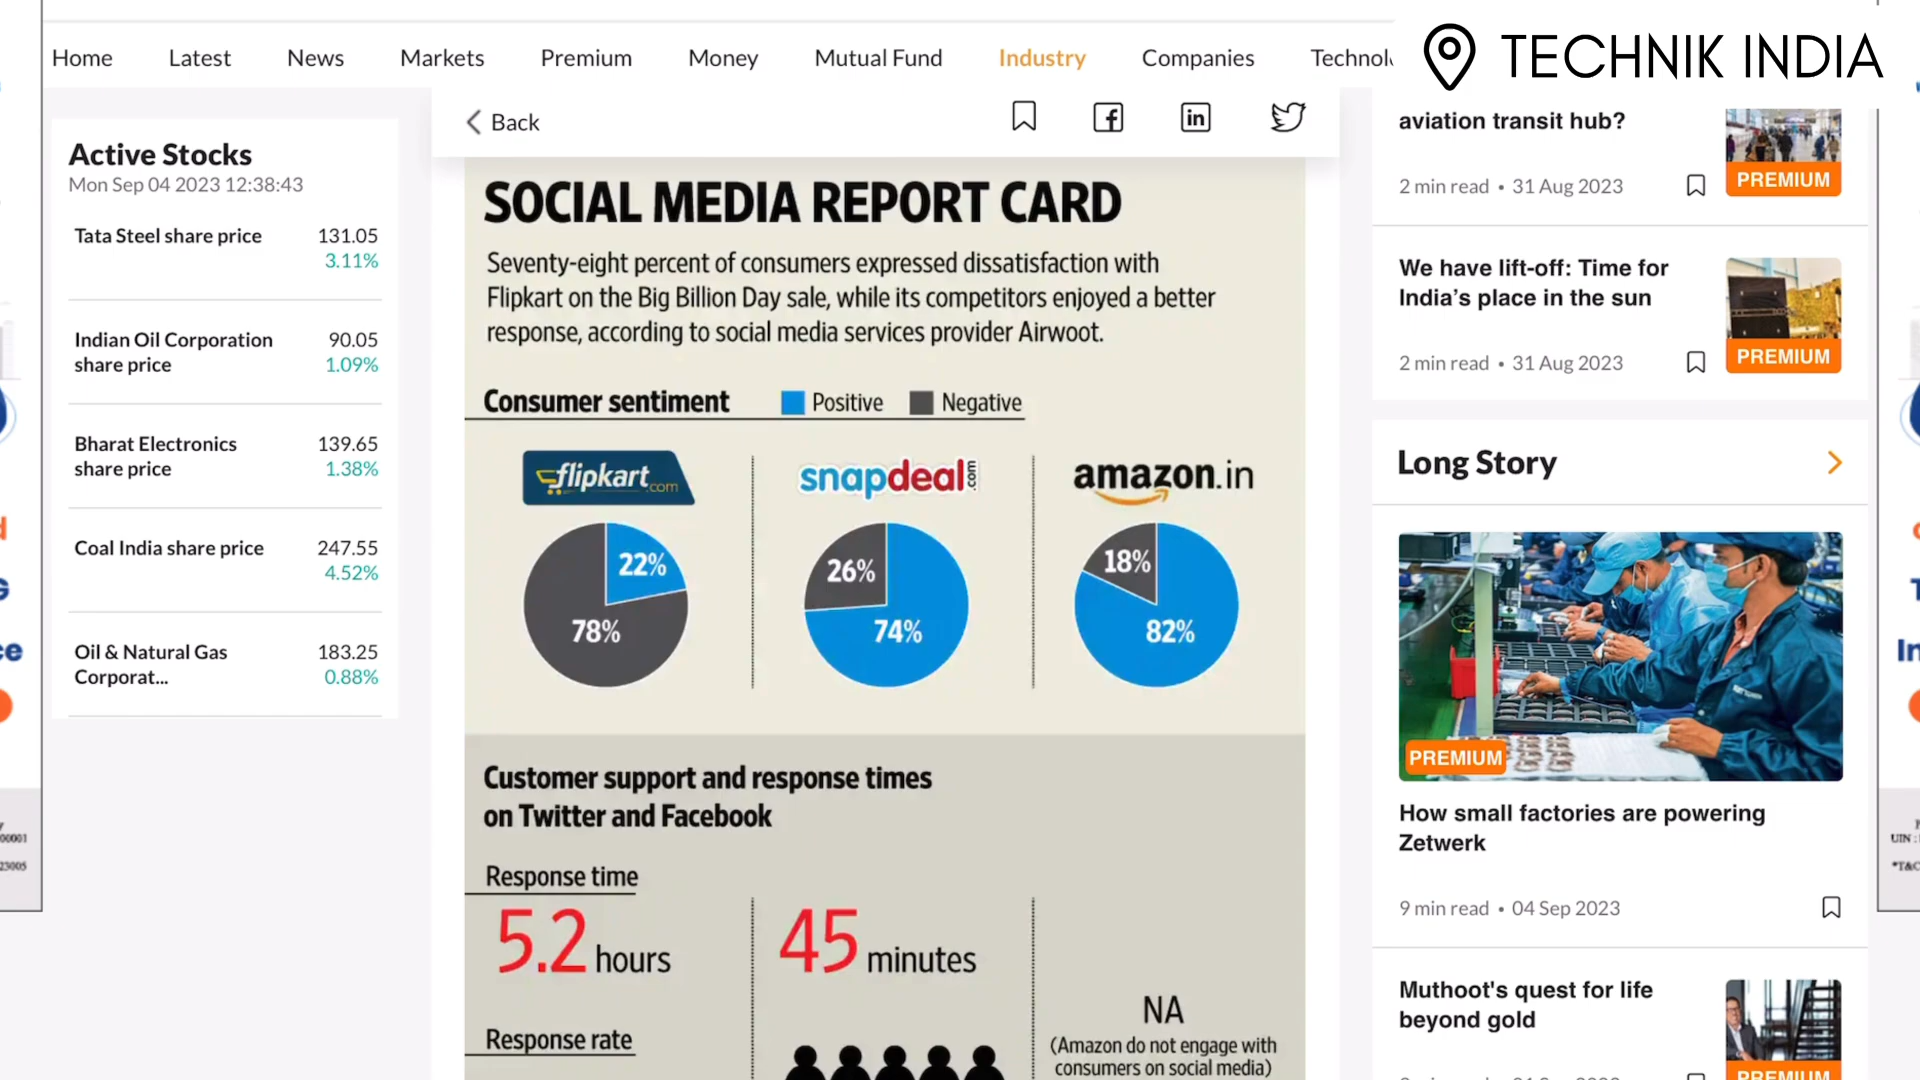 TECHNIK INDIA
Home Latest News Markets Premium Money Mutual Fund Industry Companies
Active Stocks
Mon Sep 04 2023 12:38:43
Tata Steel share price 131.05
3.11%
Indian Oil Corporation 90.05
share price 1.09%
Bharat Electronics 139.65
share price 1.38%
Coal India share price 247.55
4.52%
Oil & Natural Gas 183.25
Corporat... 0.88%
Back
SOCIAL MEDIA REPORT CARD
Seventy-eight percent of consumers expressed dissatisfaction with
Flipkart on the Big Billion Day sale, while its competitors enjoyed a better
response, according to social media services provider Airwoot.
Consumer sentiment Positive Negative
flipkart.com snapdeal.com amazon.in
22% 26% 18%
78% 74% 82%
Customer support and response times
on Twitter and Facebook
Response time
5.2 hours 45 minutes
NA
(Amazon do not engage with
consumers on social media)
Response rate
aviation transit hub?
2 min read • 31 Aug 2023
PREMIUM
We have lift-off: Time for
India's place in the sun
2 min read • 31 Aug 2023
PREMIUM
Long Story
PREMIUM
How small factories are powering
Zetwerk
9 min read • 04 Sep 2023
Muthoot's quest for life
beyond gold
PREMIUM